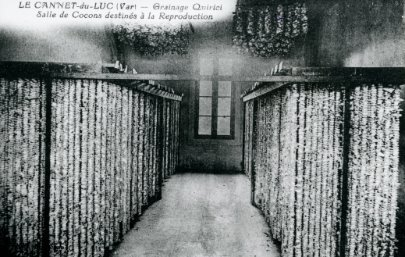 LE CANNET-du-LUC (Var) — Grainage Quirici
Salle de Cocons destinés à la Reproduction